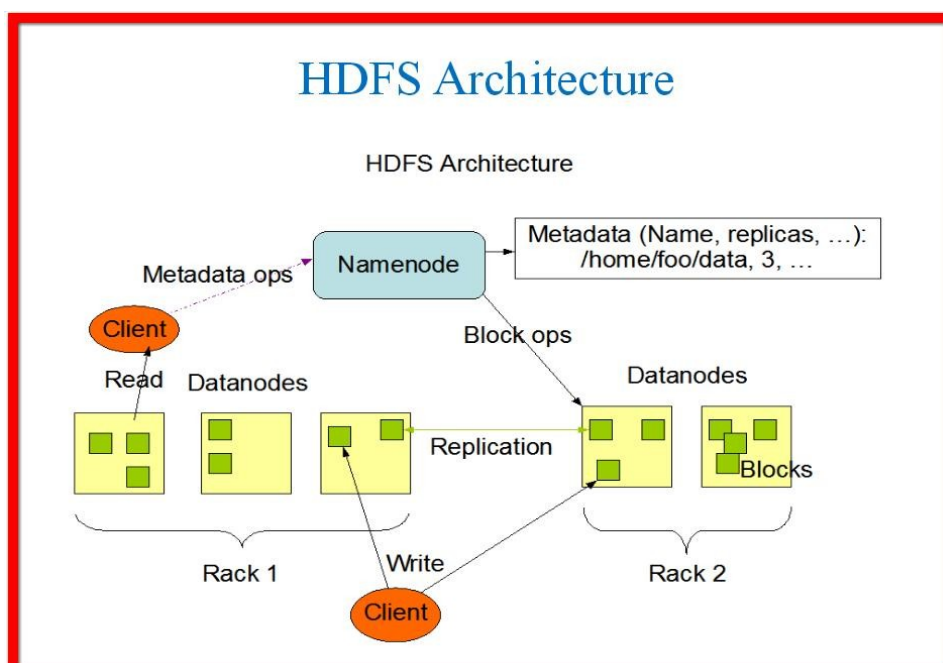 HDFS Architecture
HDFS Architecture
Metadata (Name, replicas, …):
/home/foo/data, 3, …
Namenode
Metadata ops
Client
Block ops
Read
Datanodes
Datanodes
Replication
Blocks
Write
Rack 1
Rack 2
Client